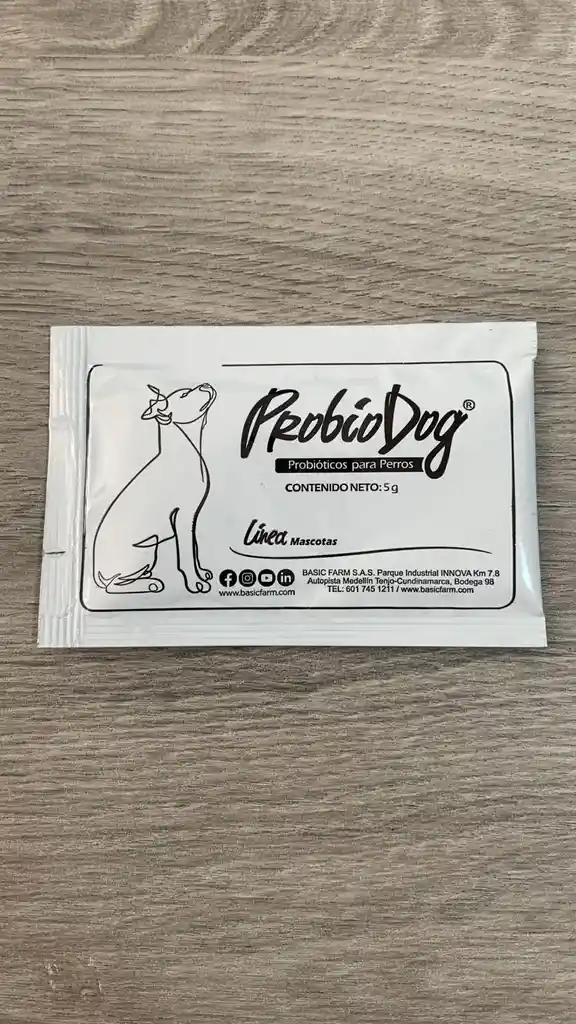 ProbioDog®
Probióticos para Perros
CONTENIDO NETO: 5 g
Línea Mascotas
BASIC FARM S.A.S. Parque Industrial INNOVA Km 7.8
Autopista Medellín Tenjo-Cundinamarca, Bodega 98
TEL: 601 745 1211 / www.basicfarm.com
www.basicfarm.com